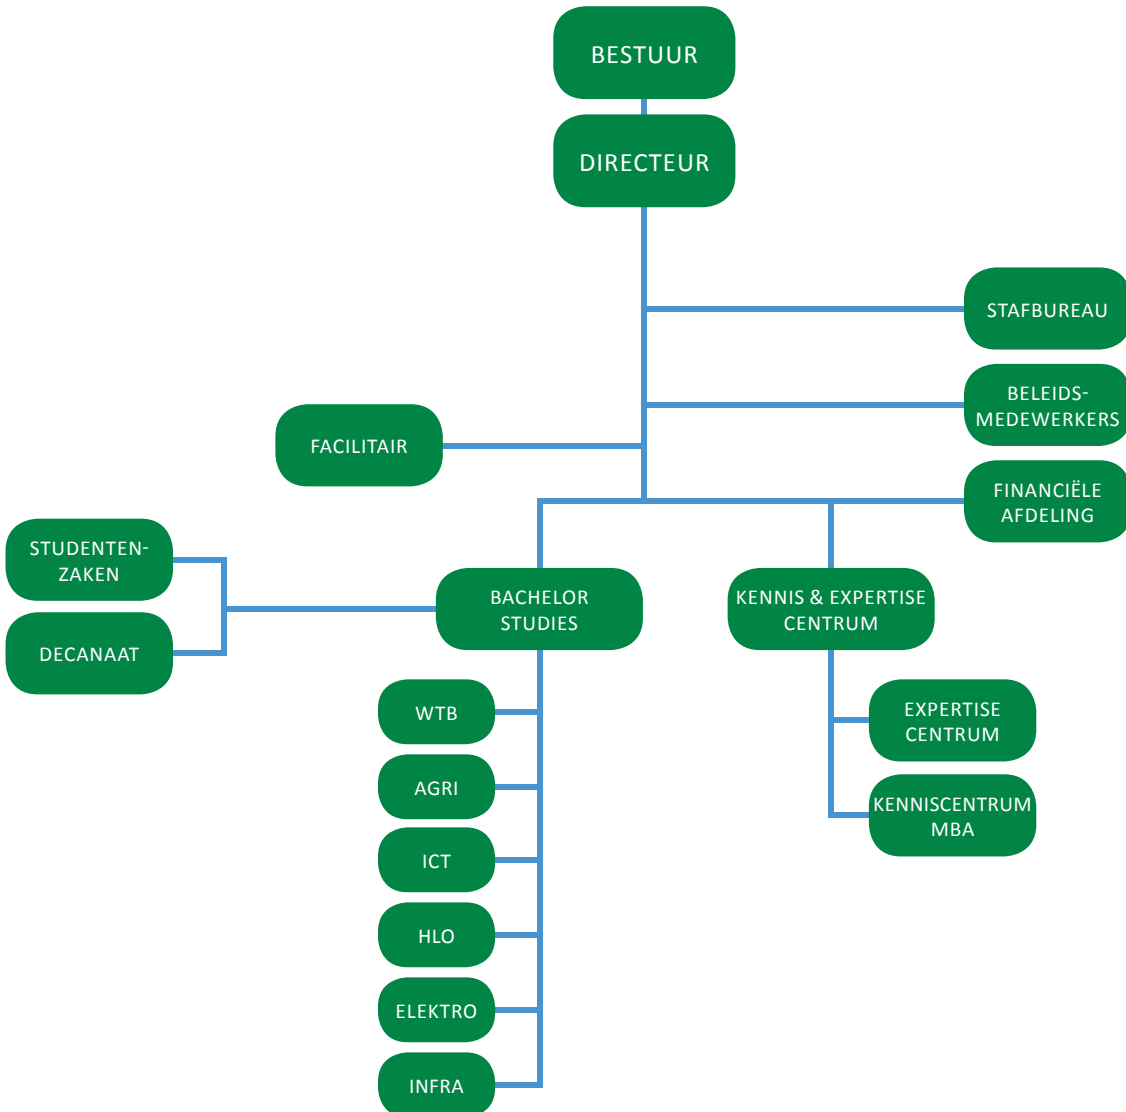 BESTUUR
DIRECTEUR
STAFBUREAU
BELEIDS-
MEDEWERKERS
FACILITAIR
FINANCIËLE
AFDELING
STUDENTEN-
ZAKEN
DECANAAT
BACHELOR
STUDIES
KENNIS & EXPERTISE
CENTRUM
WTB
AGRI
ICT
HLO
ELEKTRO
INFRA
EXPERTISE
CENTRUM
KENNISCENTRUM
MBA